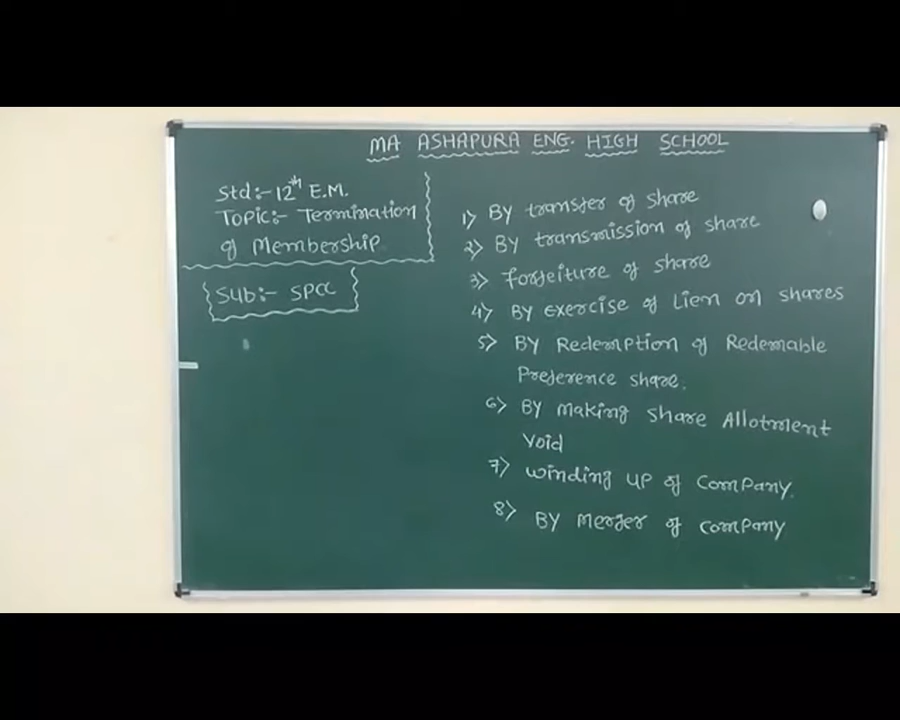 MA ASHAPURA ENG. HIGH SCHOOL
Std:- 12th E.M.
Topic:- Termination
of Membership
Sub:- SPCC
1) By transfer of share
2) By transmission of share
3) forfeiture of share
4) By exercise of Lien on shares
5) By Redemption of Redemable
Preference share.
6) By making share Allotment
Void
7) Winding up of company.
8) By Merger of company